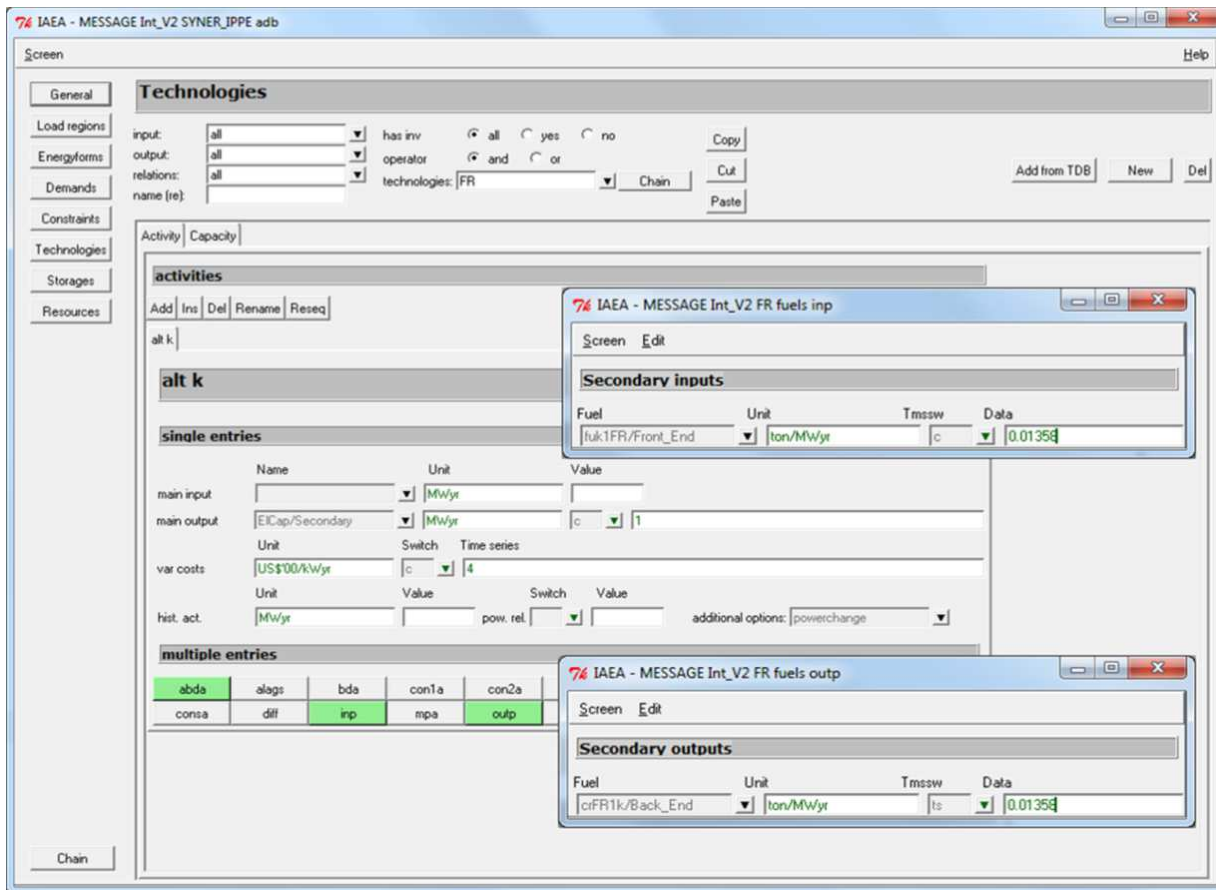 IAEA - MESSAGE Int_V2 SYNER_IPPE adb
Screen Help
General
Load regions
Energyforms
Demands
Constraints
Technologies
Storages
Resources
Chain
Technologies
input: all has inv all yes no Copy
output: all operator and or
relations: all technologies: FR Chain Cut Add from TDB New Del
name (re): Paste
Activity Capacity
activities
Add Ins Del Rename Reseq
alt k
alt k
single entries
Name Unit Value
main input MWyr
main output ElCap/Secondary MWyr c 1
Unit Switch Time series
var costs US$'00/kWyr c 4
Unit Value Switch Value
hist. act. MWyr pow. rel. additional options: powerchange
multiple entries
abda alags bda con1a con2a
consa diff inp mpa outp
IAEA - MESSAGE Int_V2 FR fuels inp
Screen Edit
Secondary inputs
Fuel Unit Tmssw Data
fuk1FR/Front_End ton/MWyr c 0.01358
IAEA - MESSAGE Int_V2 FR fuels outp
Screen Edit
Secondary outputs
Fuel Unit Tmssw Data
crFR1k/Back_End ton/MWyr ts 0.01358